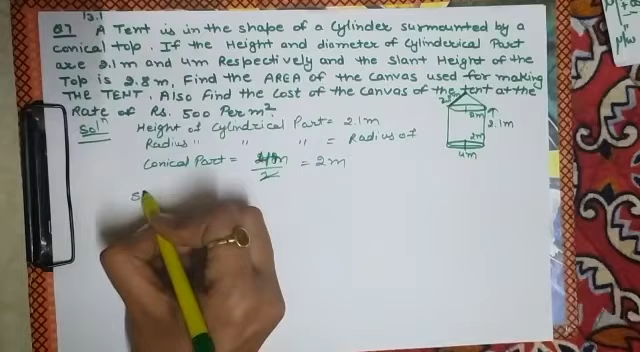 13.1
Q7 A Tent is in the shape of a Cylinder surmounted by a
conical top. If the Height and diameter of Cylinderical Part
are 2.1m and 4m Respectively and the Slant Height of the
Top is 2.8m, Find the AREA of the Canvas used for making
THE TENT. Also find the Cost of the Canvas of the tent at the
Rate of Rs. 500 Per m².
Solⁿ
Height of Cylindrical Part = 2.1m
Radius " " " = Radius of
Conical Part = 4m/2 = 2m
2m
2.1m
2m
4m